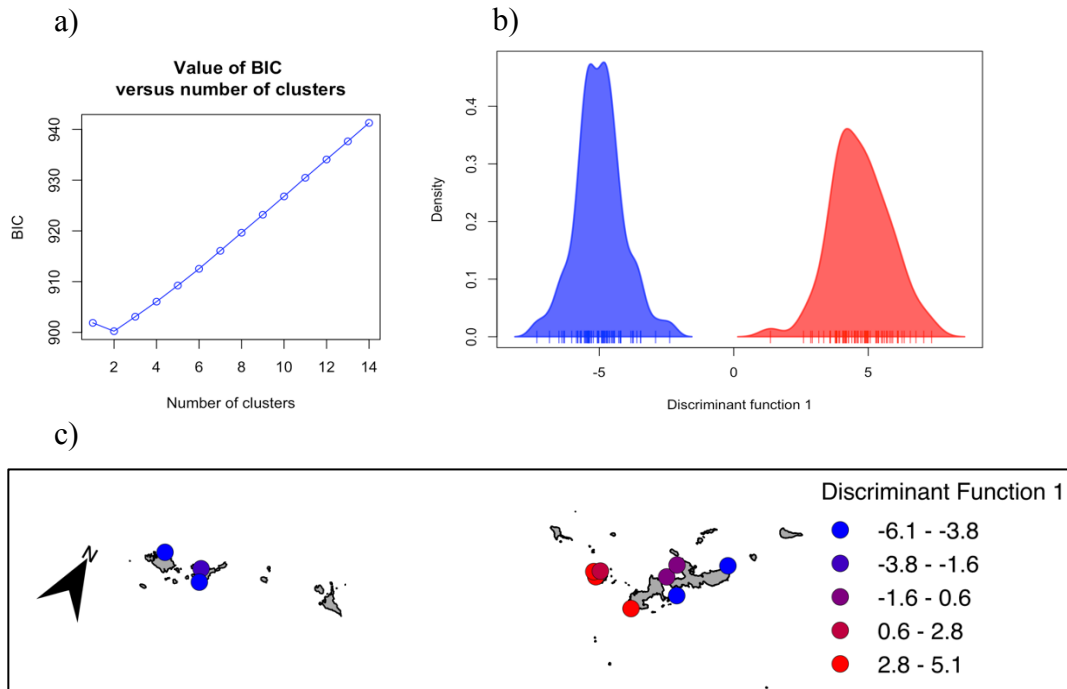 a)
Value of BIC
versus number of clusters
BIC
940
930
920
910
900
2 4 6 8 10 12 14
Number of clusters
b)
Density
0.4
0.3
0.2
0.1
0.0
-5 0 5
Discriminant function 1
c)
N
Discriminant Function 1
-6.1 - -3.8
-3.8 - -1.6
-1.6 - 0.6
0.6 - 2.8
2.8 - 5.1